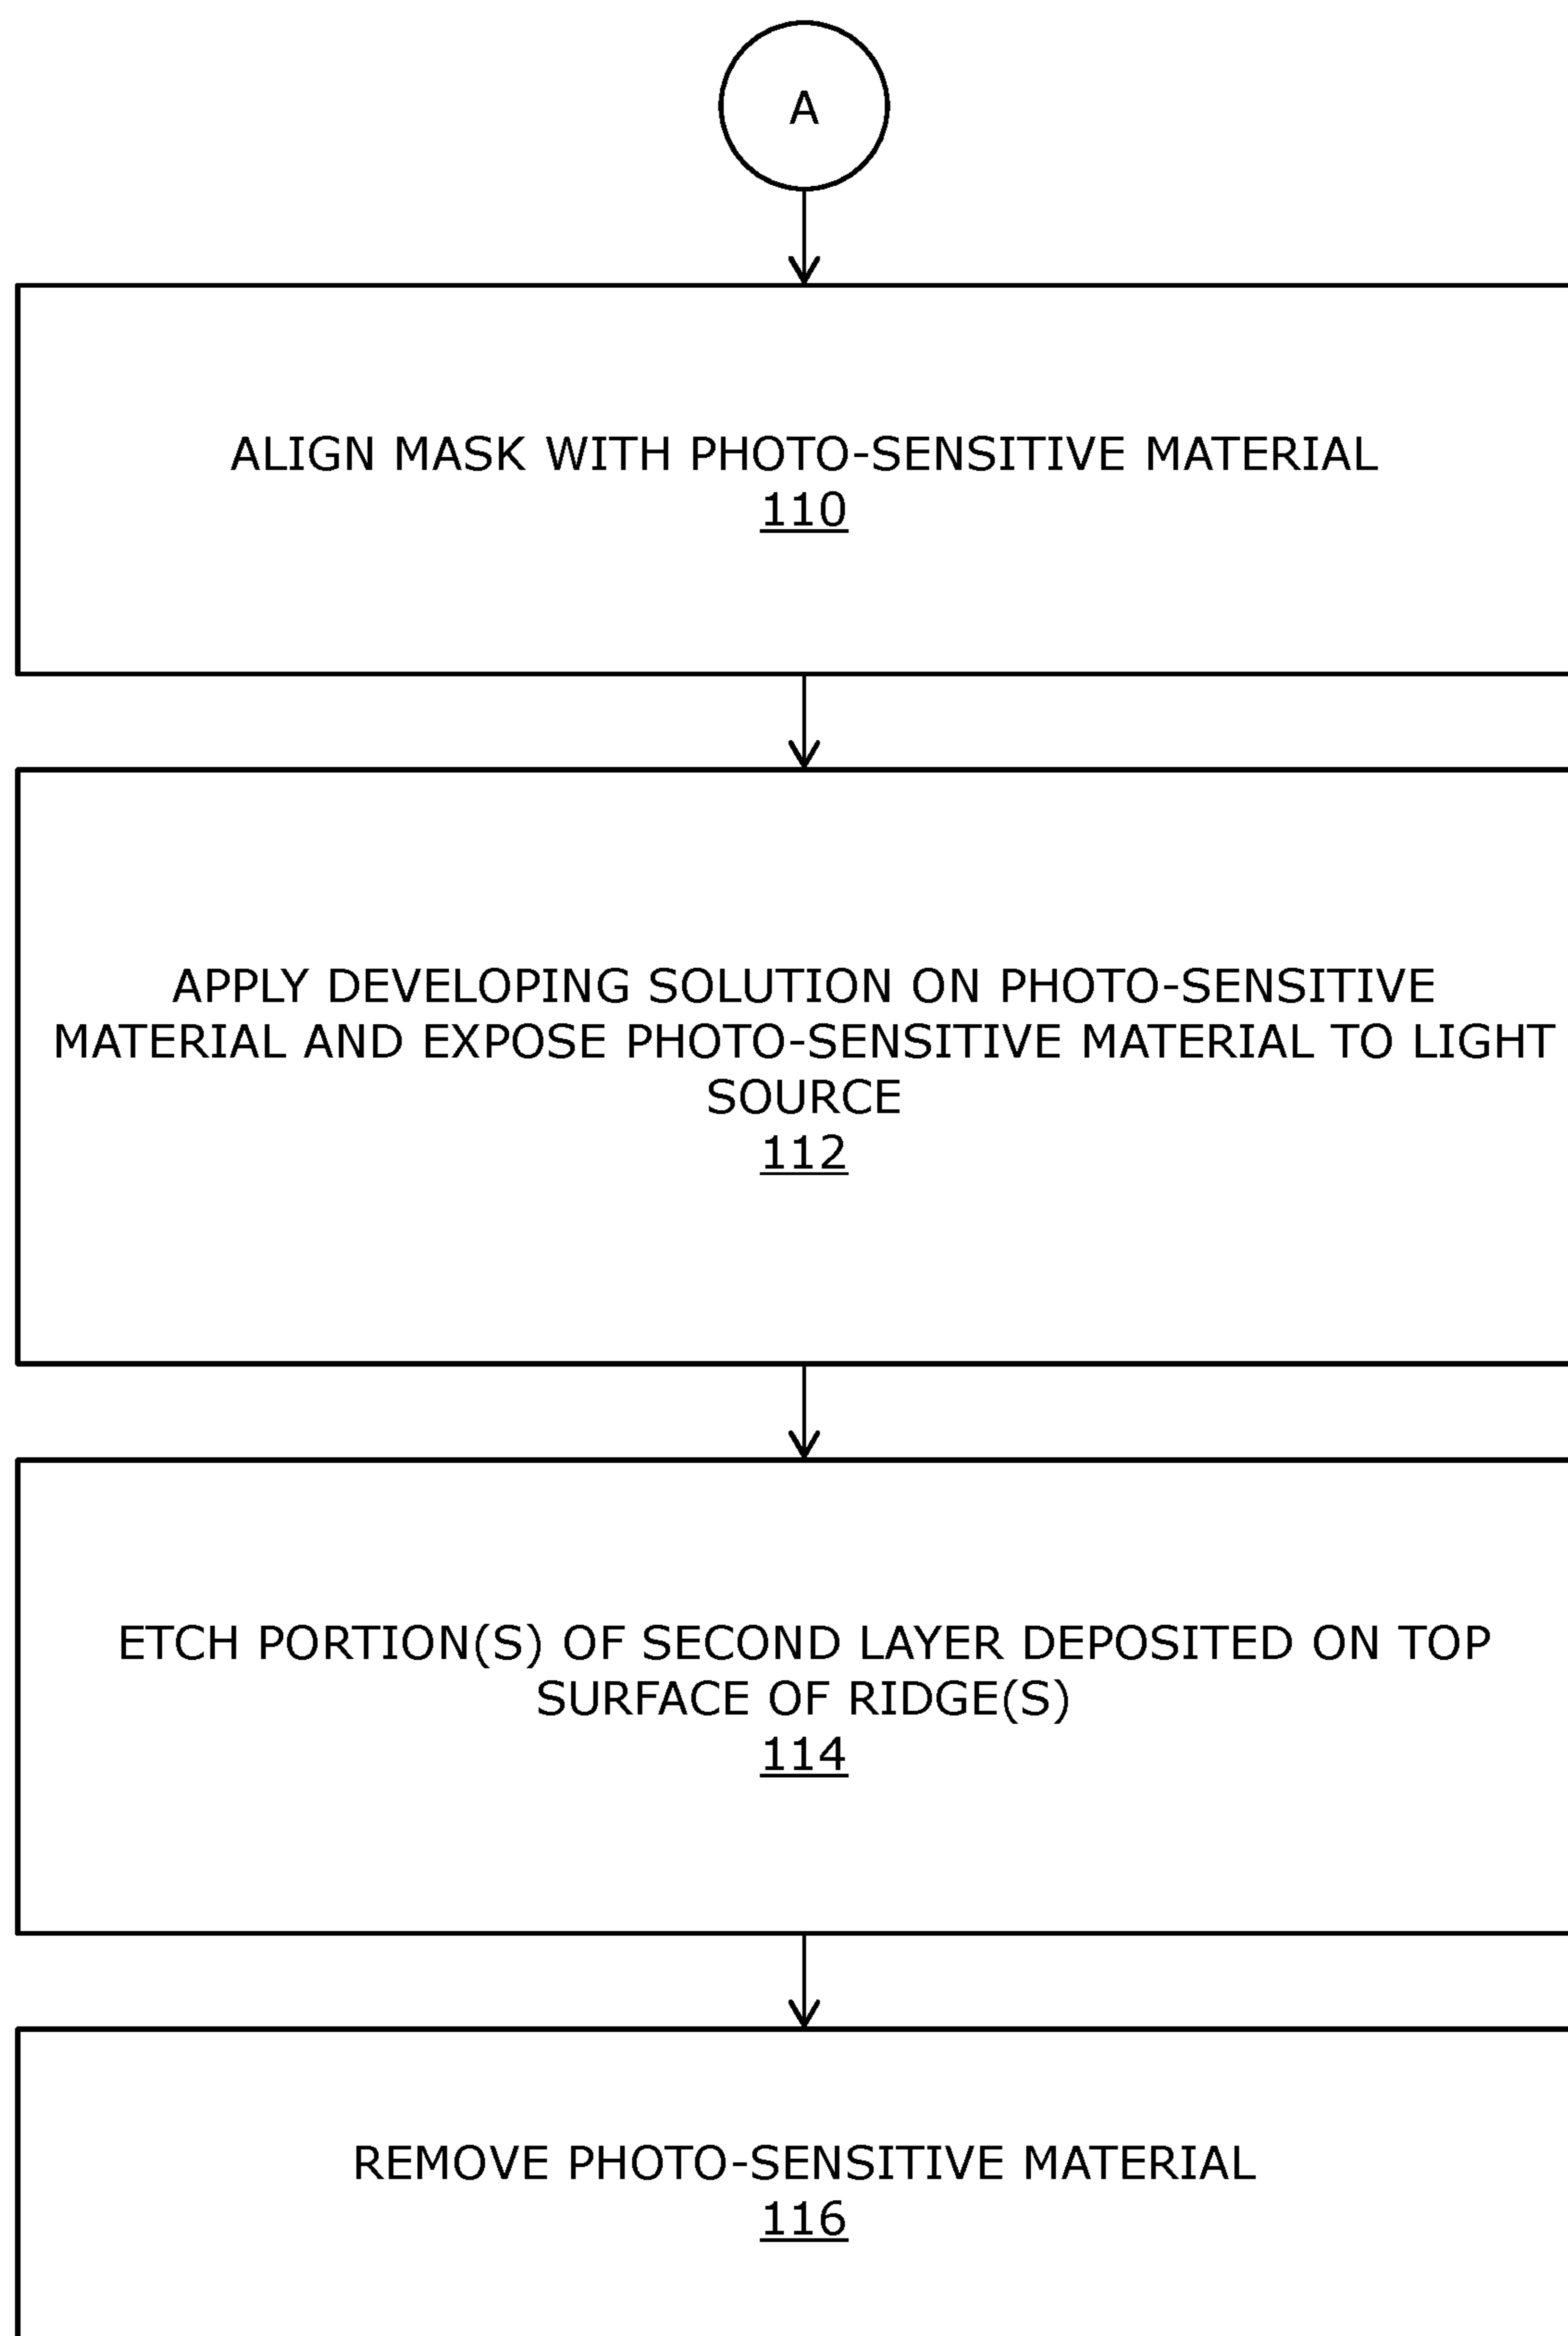 A
ALIGN MASK WITH PHOTO-SENSITIVE MATERIAL
110
APPLY DEVELOPING SOLUTION ON PHOTO-SENSITIVE
MATERIAL AND EXPOSE PHOTO-SENSITIVE MATERIAL TO LIGHT
SOURCE
112
ETCH PORTION(S) OF SECOND LAYER DEPOSITED ON TOP
SURFACE OF RIDGE(S)
114
REMOVE PHOTO-SENSITIVE MATERIAL
116